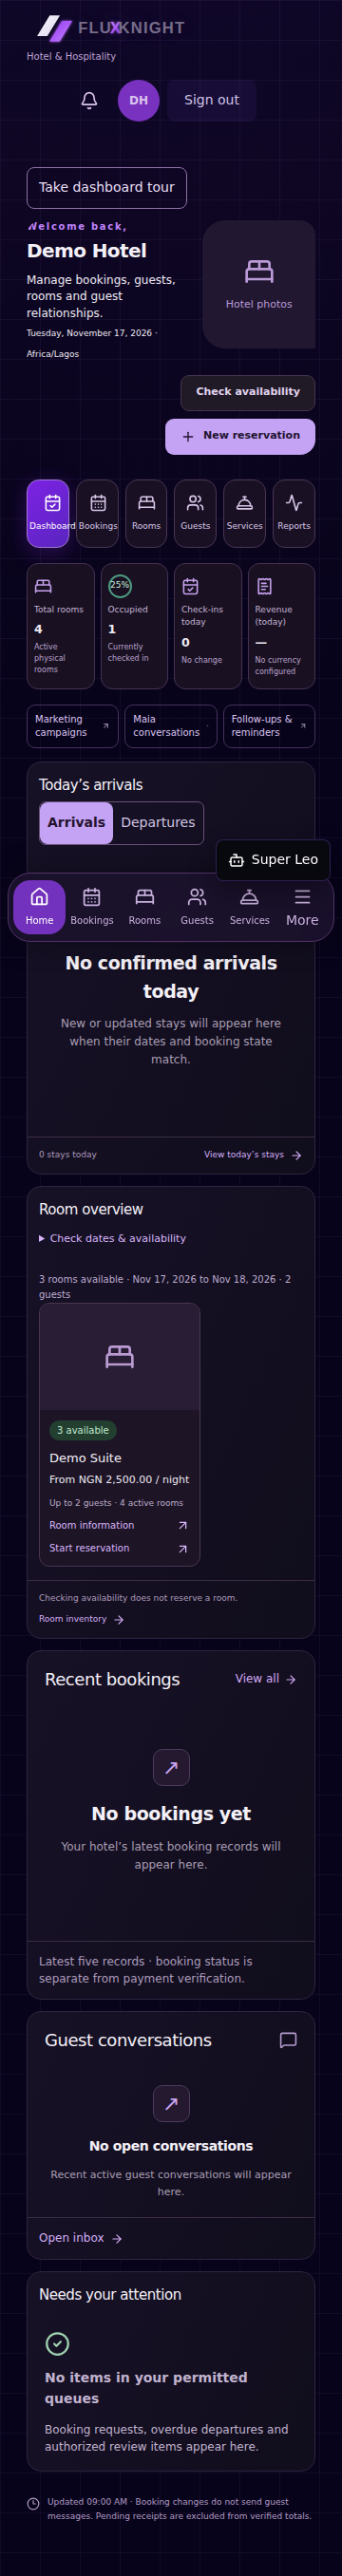 FLUXKNIGHT
Hotel & Hospitality
DH
Sign out
Take dashboard tour
Welcome back,
Demo Hotel
Manage bookings, guests,
rooms and guest
relationships.
Tuesday, November 17, 2026 ·
Africa/Lagos
Hotel photos
Check availability
New reservation
Dashboard
Bookings
Rooms
Guests
Services
Reports
Total rooms
4
Active
physical
rooms
25%
Occupied
1
Currently
checked in
Check-ins
today
0
No change
Revenue
(today)
—
No currency
configured
Marketing
campaigns
Maia
conversations
Follow-ups &
reminders
Today’s arrivals
Arrivals
Departures
Super Leo
Home
Bookings
Rooms
Guests
Services
More
No confirmed arrivals
today
New or updated stays will appear here
when their dates and booking state
match.
0 stays today
View today’s stays
Room overview
Check dates & availability
3 rooms available · Nov 17, 2026 to Nov 18, 2026 · 2
guests
3 available
Demo Suite
From NGN 2,500.00 / night
Up to 2 guests · 4 active rooms
Room information
Start reservation
Checking availability does not reserve a room.
Room inventory
Recent bookings
View all
No bookings yet
Your hotel’s latest booking records will
appear here.
Latest five records · booking status is
separate from payment verification.
Guest conversations
No open conversations
Recent active guest conversations will appear
here.
Open inbox
Needs your attention
No items in your permitted
queues
Booking requests, overdue departures and
authorized review items appear here.
Updated 09:00 AM · Booking changes do not send guest
messages. Pending receipts are excluded from verified totals.